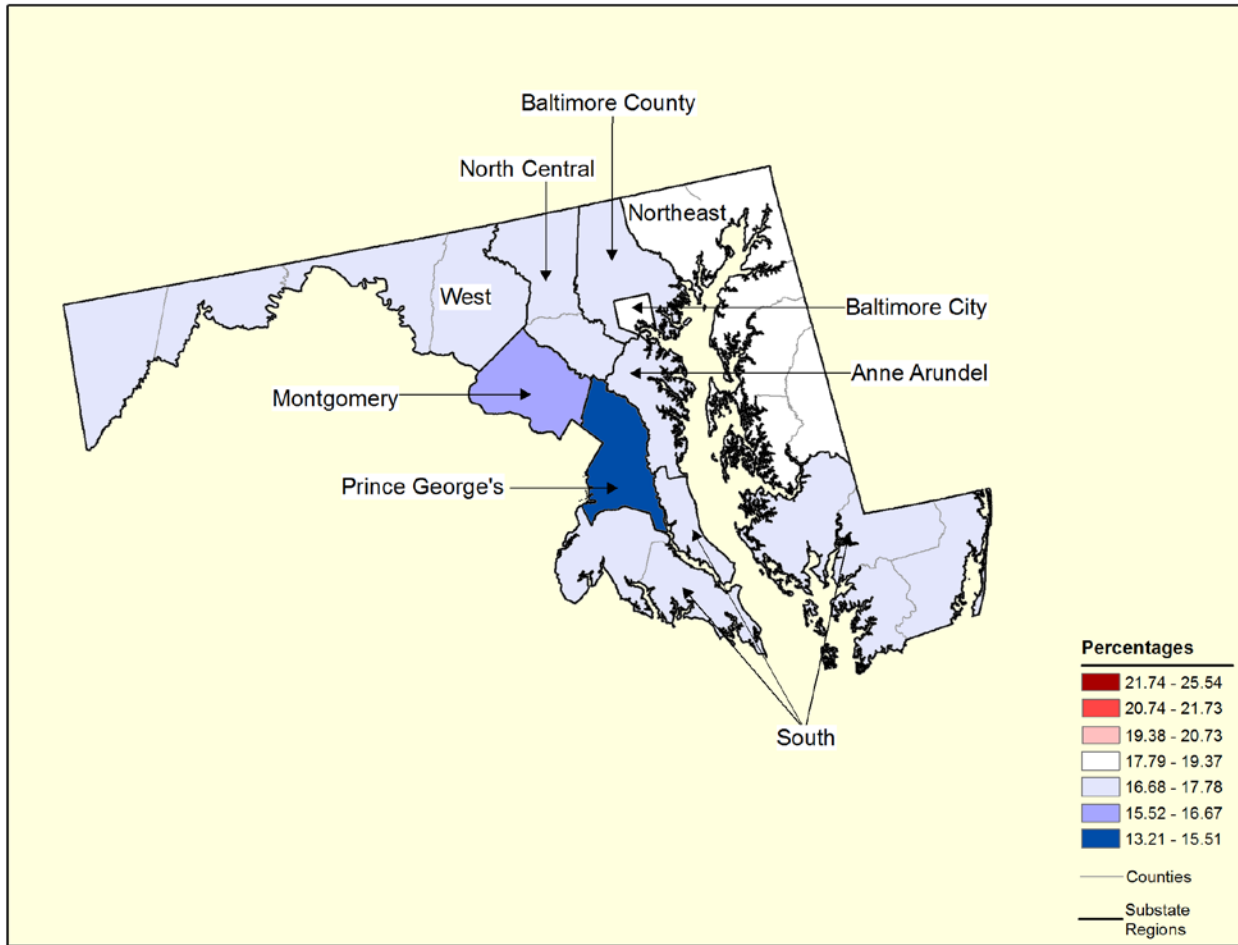 Baltimore County
North Central
Northeast
West
Baltimore City
Anne Arundel
Montgomery
Prince George's
South
Percentages
21.74 - 25.54
20.74 - 21.73
19.38 - 20.73
17.79 - 19.37
16.68 - 17.78
15.52 - 16.67
13.21 - 15.51
Counties
Substate
Regions